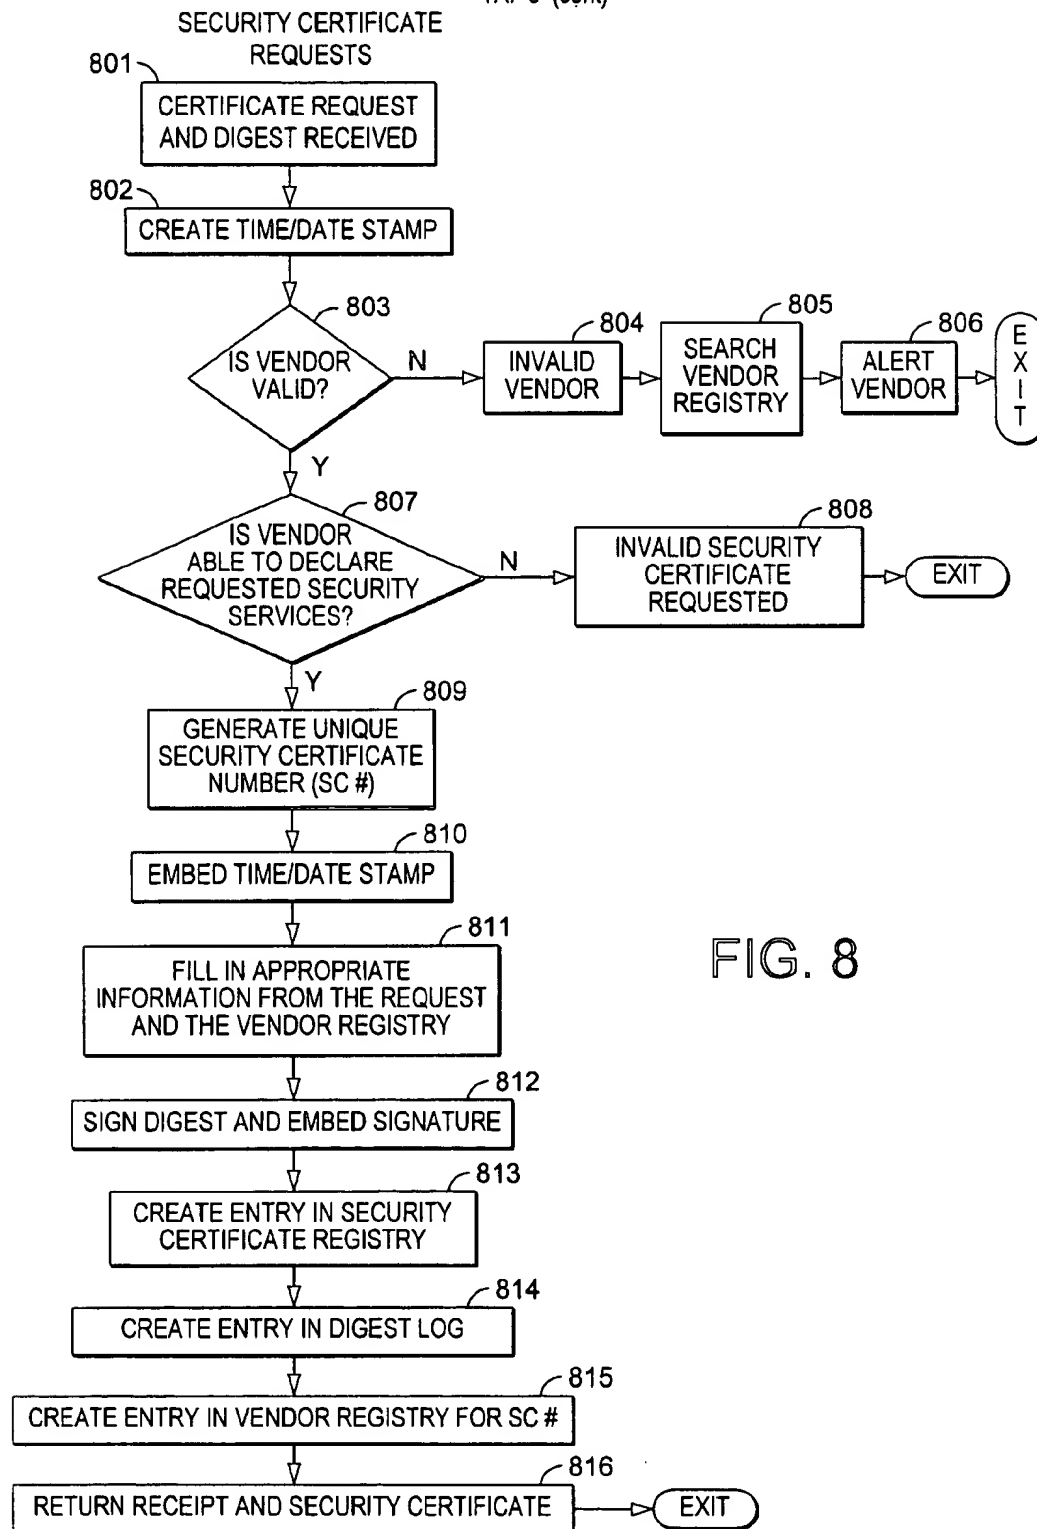 SECURITY CERTIFICATE
REQUESTS
801
CERTIFICATE REQUEST
AND DIGEST RECEIVED
802
CREATE TIME/DATE STAMP
803
IS VENDOR
VALID?
N
804
INVALID
VENDOR
805
SEARCH
VENDOR
REGISTRY
806
ALERT
VENDOR
EXIT
Y
807
IS VENDOR
ABLE TO DECLARE
REQUESTED SECURITY
SERVICES?
N
808
INVALID SECURITY
CERTIFICATE
REQUESTED
EXIT
Y
809
GENERATE UNIQUE
SECURITY CERTIFICATE
NUMBER (SC #)
810
EMBED TIME/DATE STAMP
811
FILL IN APPROPRIATE
INFORMATION FROM THE REQUEST
AND THE VENDOR REGISTRY
FIG. 8
812
SIGN DIGEST AND EMBED SIGNATURE
813
CREATE ENTRY IN SECURITY
CERTIFICATE REGISTRY
814
CREATE ENTRY IN DIGEST LOG
815
CREATE ENTRY IN VENDOR REGISTRY FOR SC #
816
RETURN RECEIPT AND SECURITY CERTIFICATE
EXIT